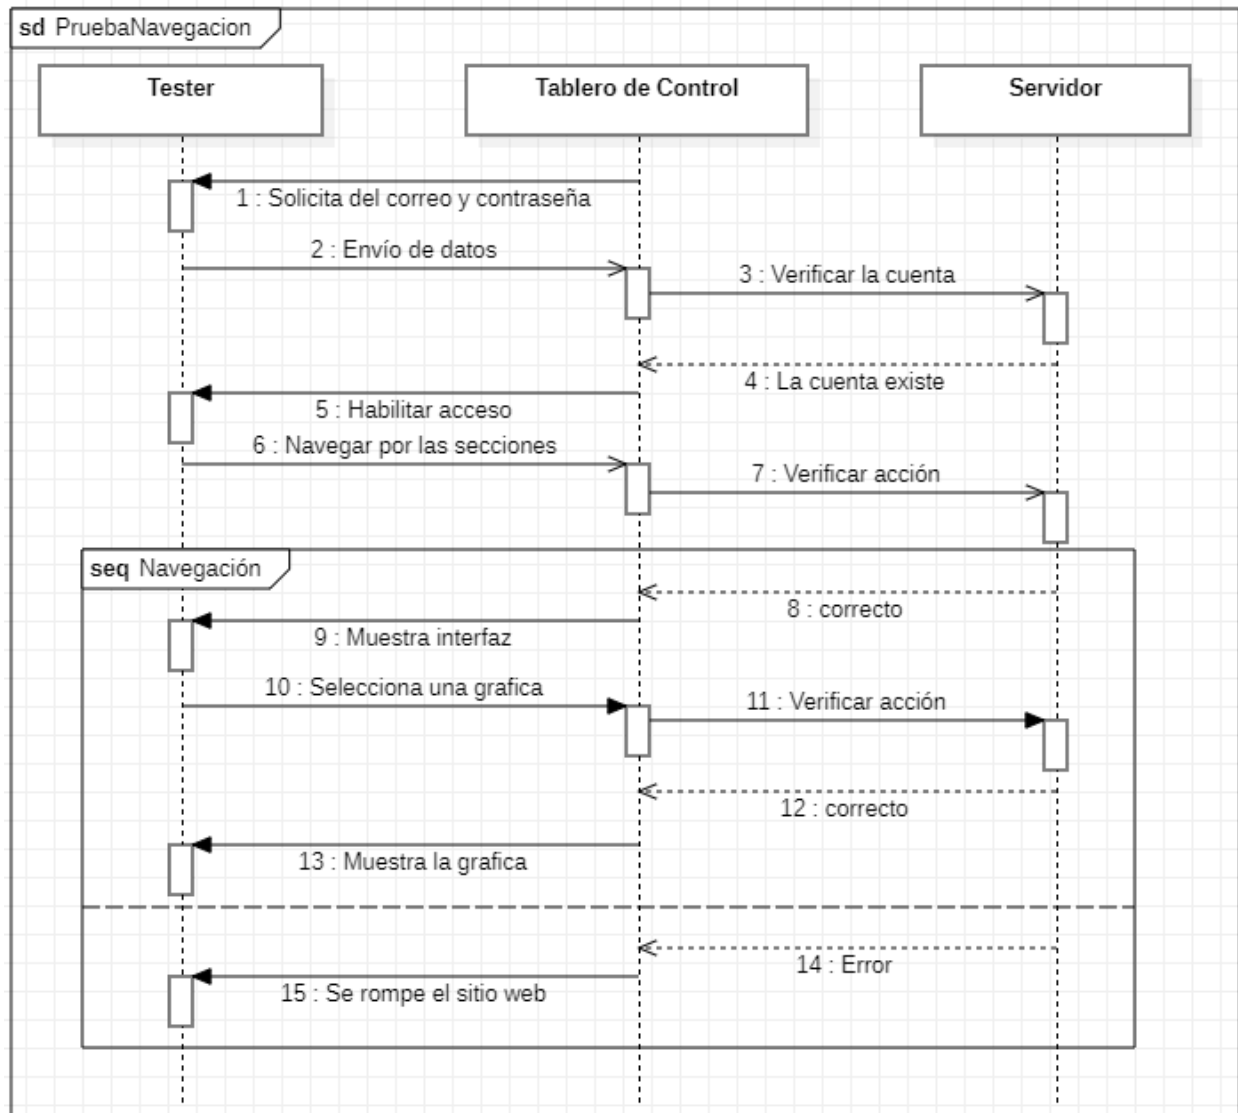 sd PruebaNavegacion
Tester
Tablero de Control
Servidor
1 : Solicita del correo y contraseña
2 : Envío de datos
3 : Verificar la cuenta
4 : La cuenta existe
5 : Habilitar acceso
6 : Navegar por las secciones
7 : Verificar acción
seq Navegación
8 : correcto
9 : Muestra interfaz
10 : Selecciona una grafica
11 : Verificar acción
12 : correcto
13 : Muestra la grafica
14 : Error
15 : Se rompe el sitio web